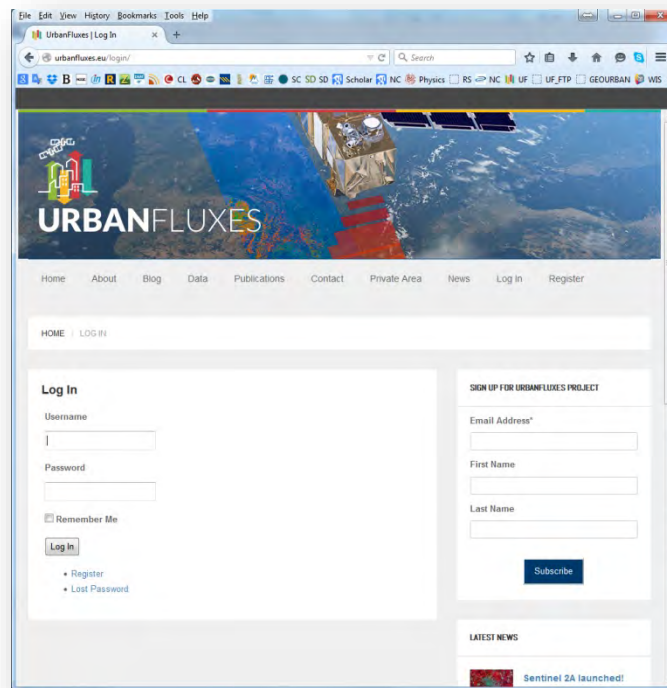 File Edit View History Bookmarks Tools Help
UrbanFluxes | Log In
urbanfluxes.eu/login/
Search
B R CL SC SD SD Scholar NC Physics RS NC UF UF_FTP GEOURBAN WIS
URBANFLUXES
Home About Blog Data Publications Contact Private Area News Log in Register
HOME | LOG IN
Log In
Username
Password
Remember Me
Log In
Register
Lost Password
SIGN UP FOR URBANFLUXES PROJECT
Email Address*
First Name
Last Name
Subscribe
LATEST NEWS
Sentinel 2A launched!